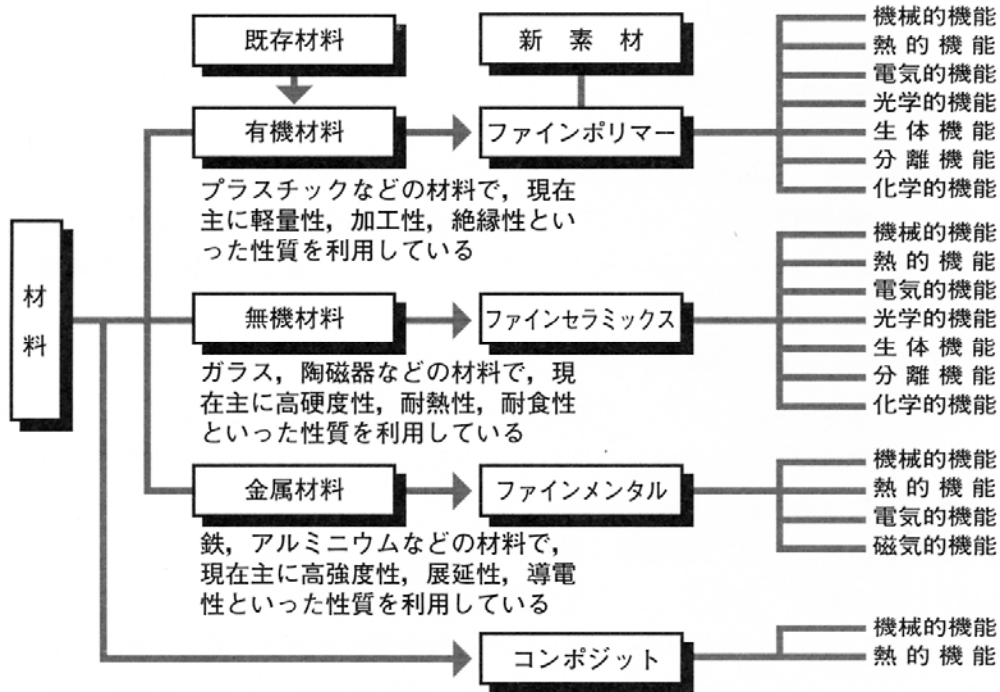 既存材料
新素材
有機材料
ファインポリマー
プラスチックなどの材料で，現在
主に軽量性，加工性，絶縁性とい
った性質を利用している
機械的機能
熱的機能
電気的機能
光学的機能
生体機能
分離機能
化学的機能
材料
無機材料
ファインセラミックス
ガラス，陶磁器などの材料で，現
在主に高硬度性，耐熱性，耐食性
といった性質を利用している
機械的機能
熱的機能
電気的機能
光学的機能
生体機能
分離機能
化学的機能
金属材料
ファインメンタル
鉄，アルミニウムなどの材料で，
現在主に高強度性，展延性，導電
性といった性質を利用している
機械的機能
熱的機能
電気的機能
磁気的機能
コンポジット
機械的機能
熱的機能